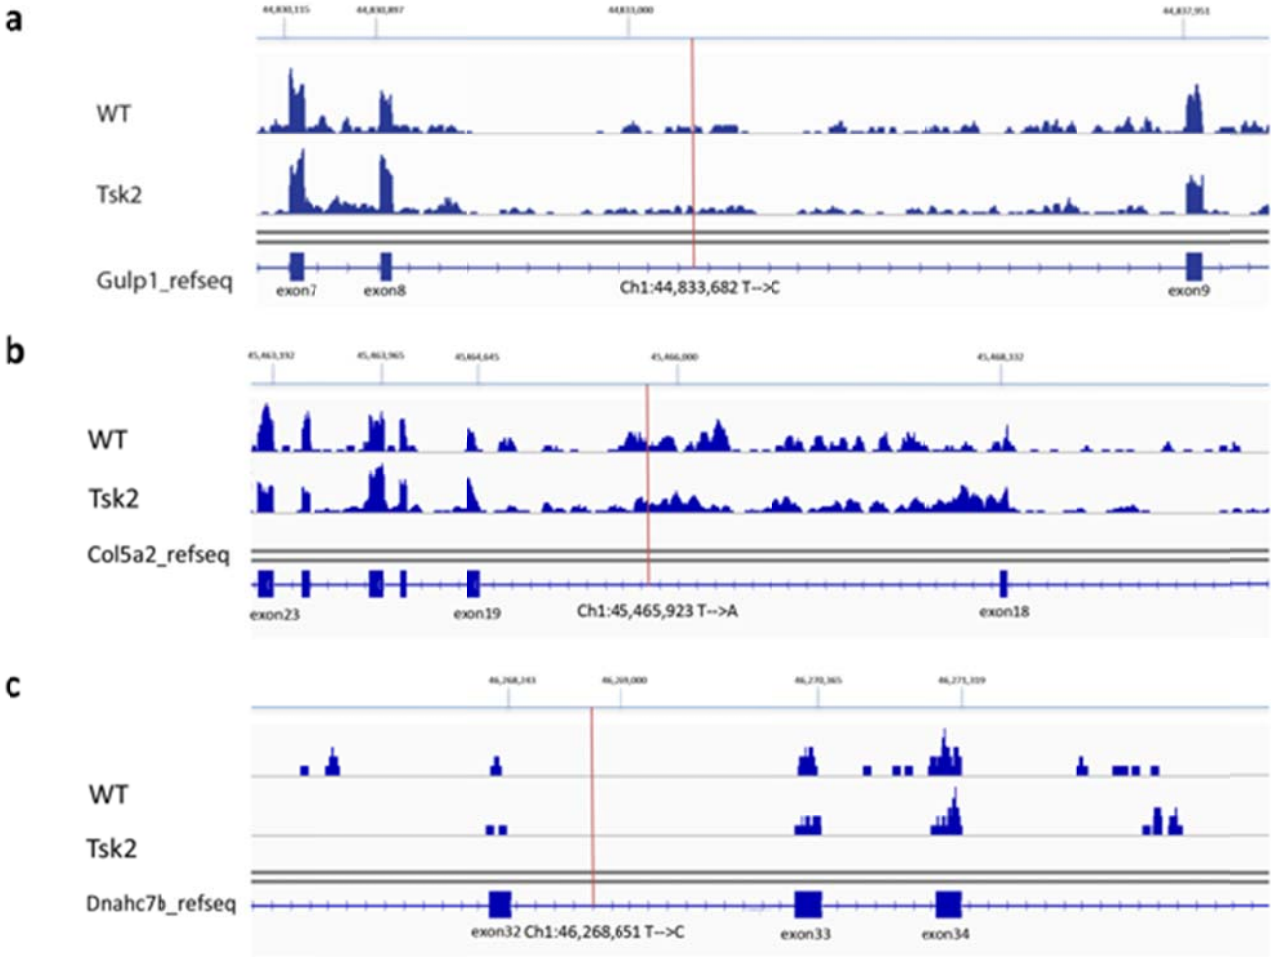 a
44,830,115 44,830,897 44,833,000 44,837,951
WT
Tsk2
Gulp1_refseq
exon7 exon8 Ch1:44,833,682 T-->C exon9
b
45,463,192 45,463,965 45,464,645 45,466,000 45,468,332
WT
Tsk2
Col5a2_refseq
exon23 exon19 Ch1:45,465,923 T-->A exon18
c
46,268,243 46,269,000 46,270,365 46,271,319
WT
Tsk2
Dnahc7b_refseq
exon32 Ch1:46,268,651 T-->C exon33 exon34